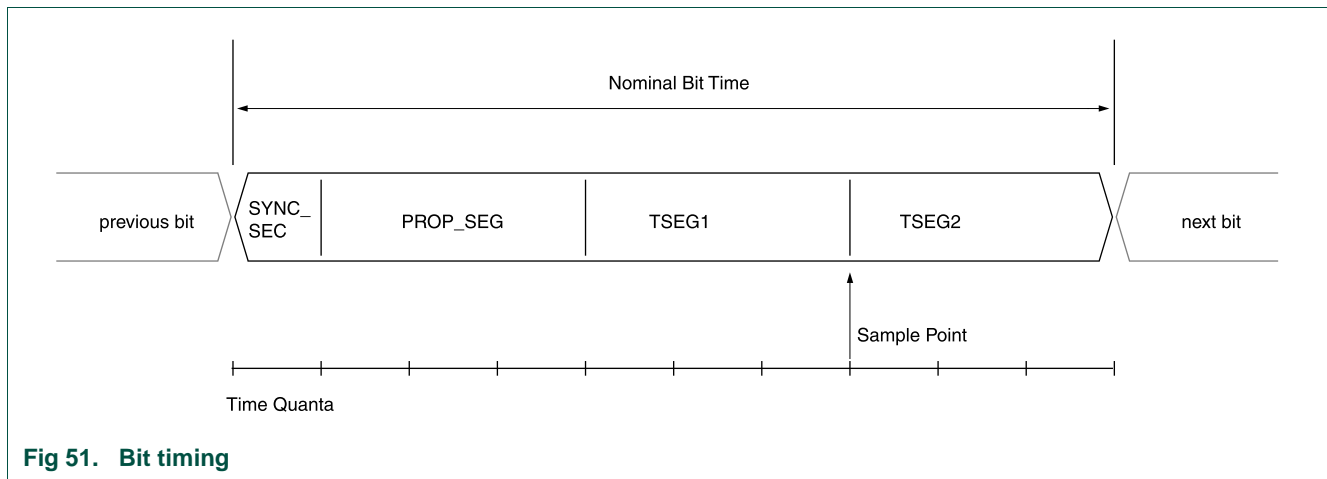 Nominal Bit Time
previous bit
SYNC_
SEC
PROP_SEG
TSEG1
TSEG2
next bit
Sample Point
Time Quanta
Fig 51. Bit timing